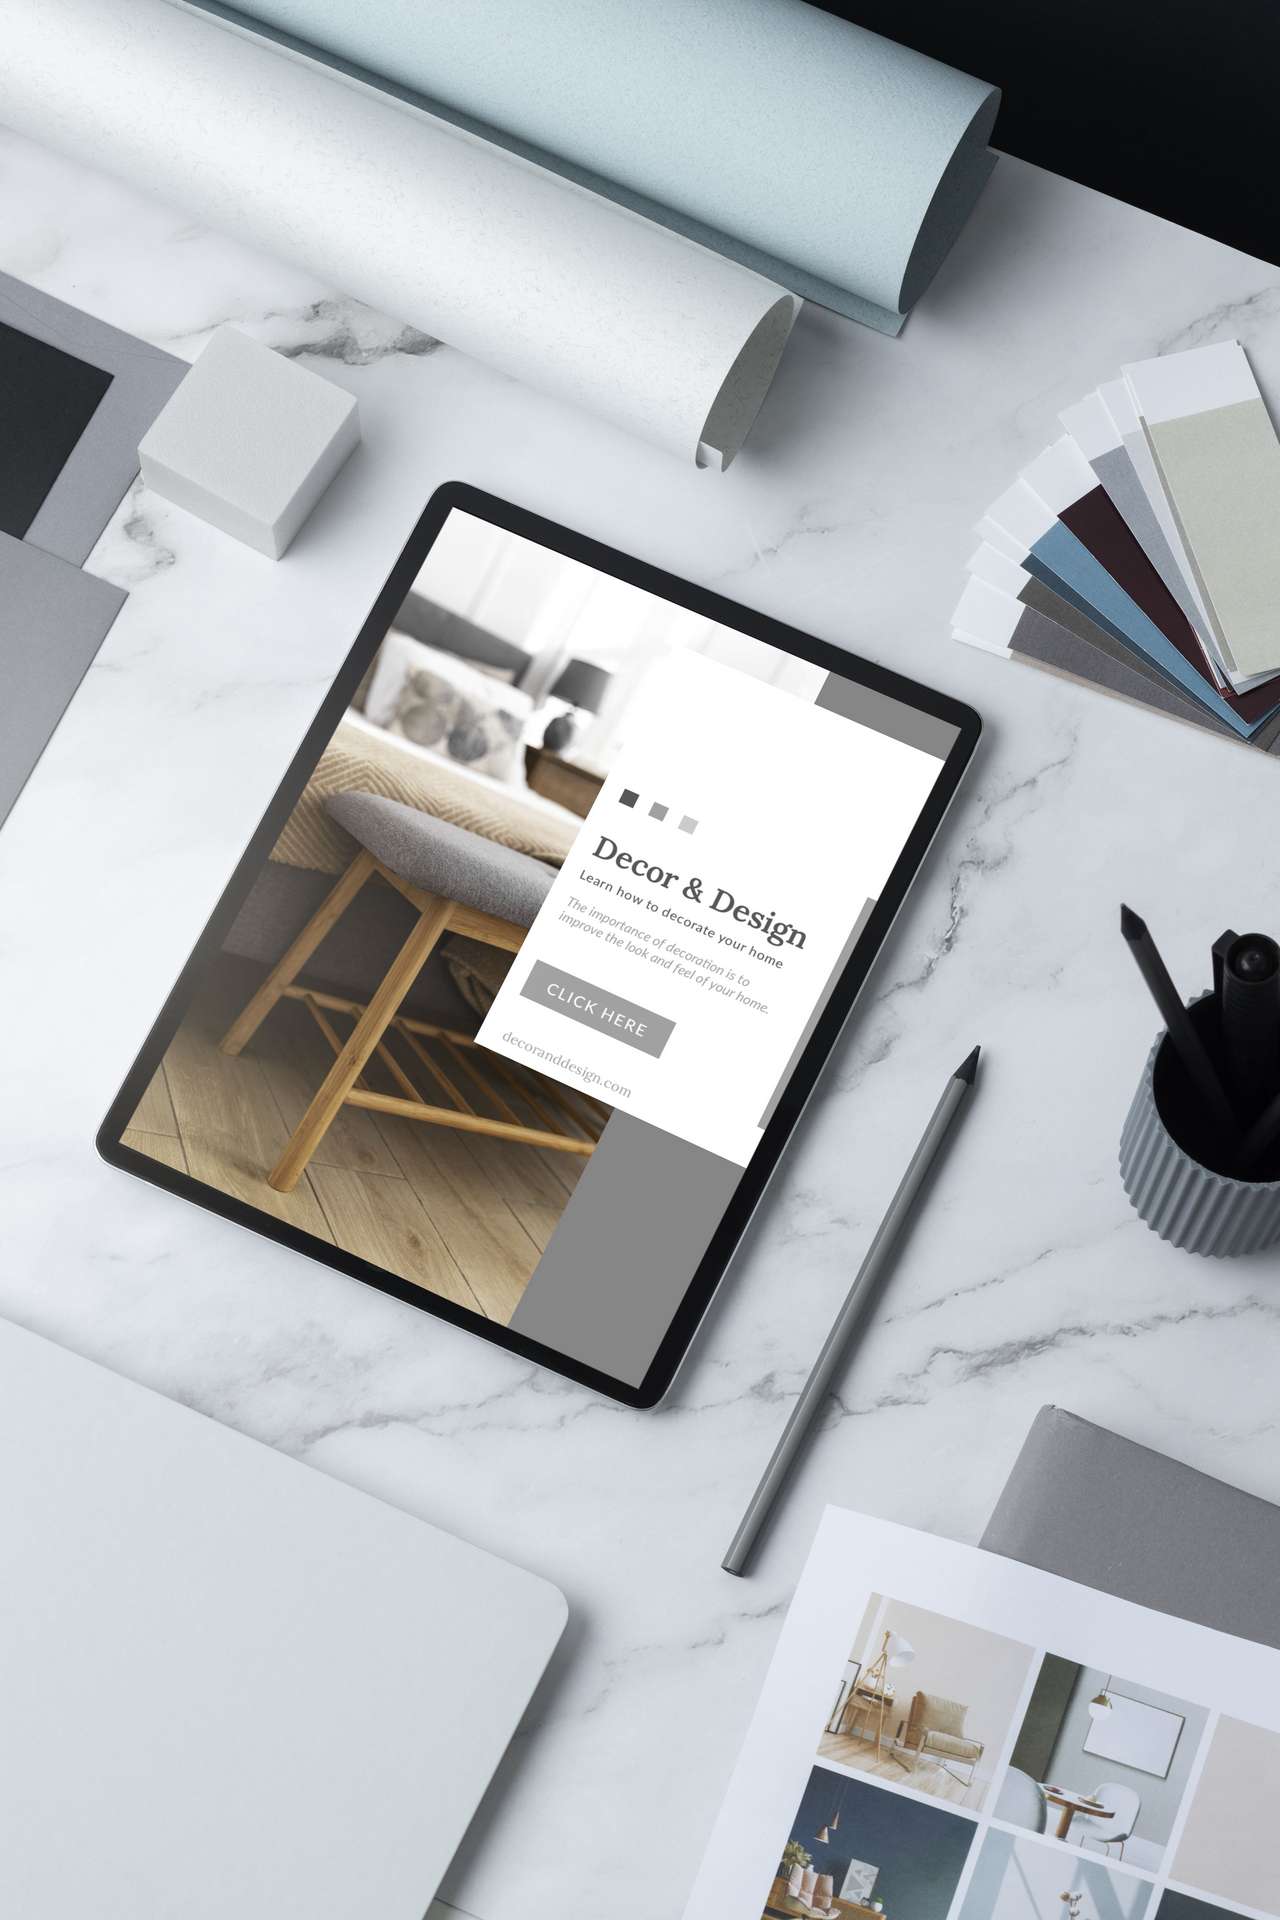 Decor & Design
Learn how to decorate your home
The importance of decoration is to
improve the look and feel of your home.
CLICK HERE
decoranddesign.com